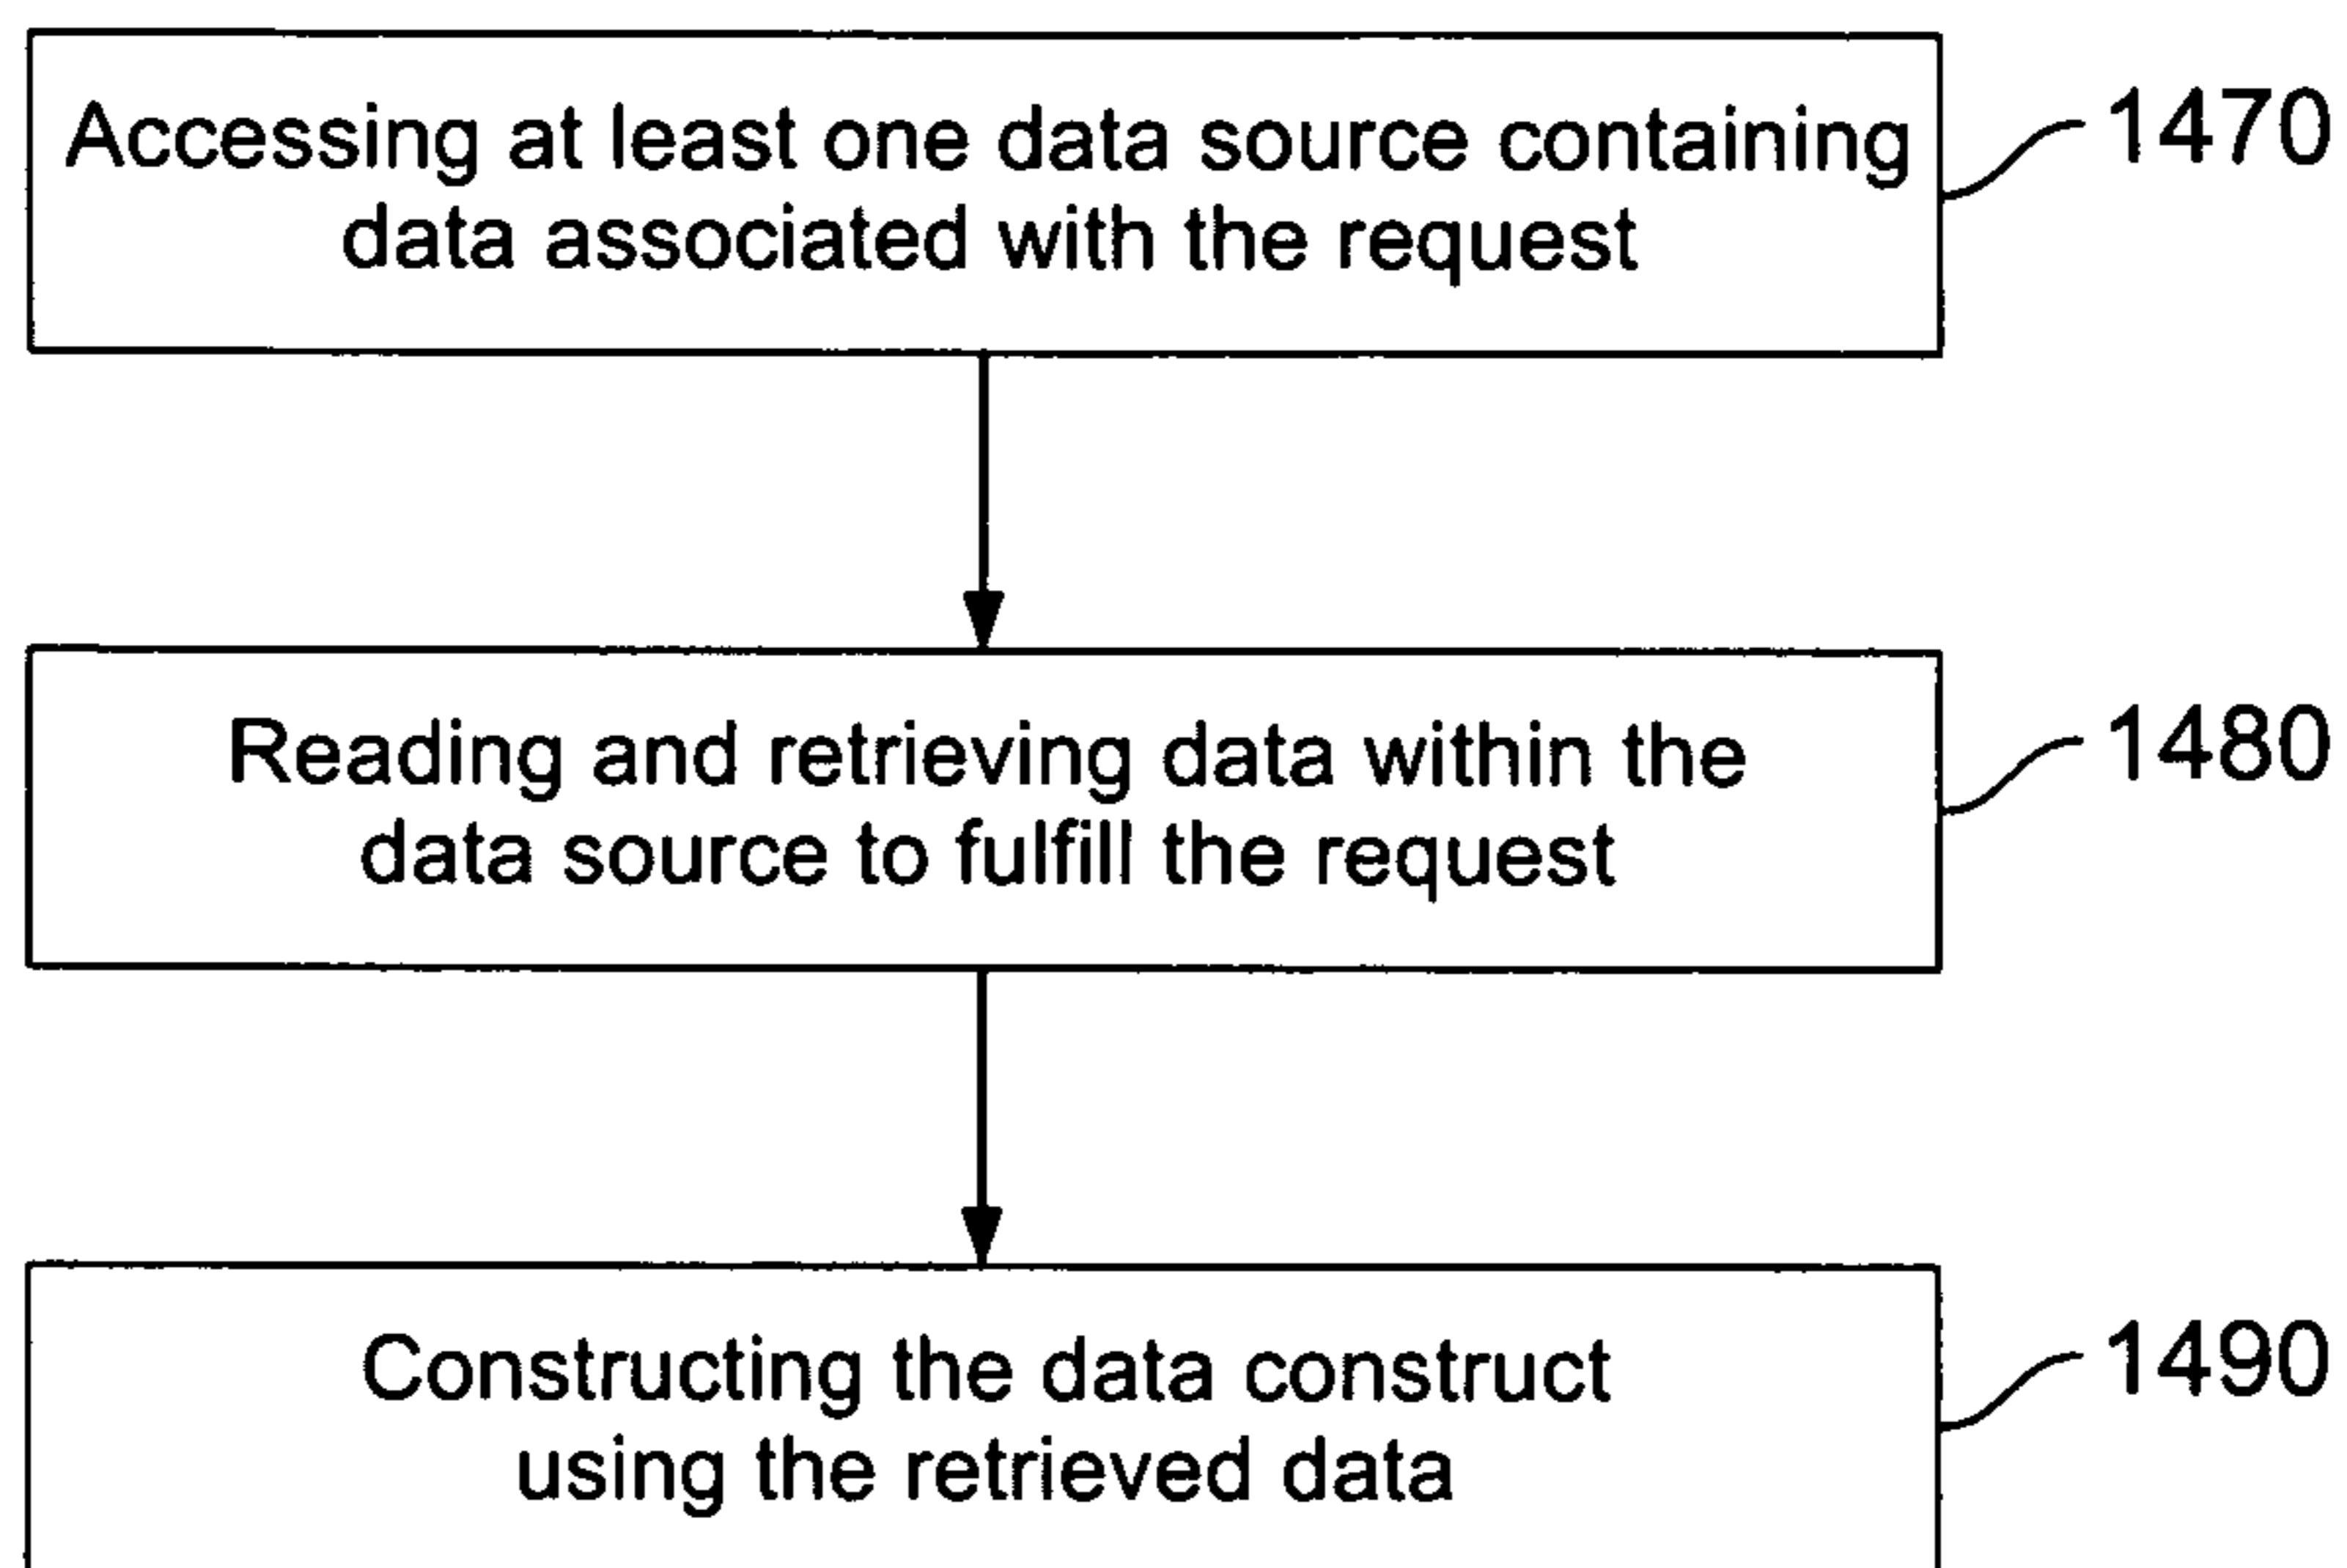 Accessing at least one data source containing
data associated with the request
1470
Reading and retrieving data within the
data source to fulfill the request
1480
Constructing the data construct
using the retrieved data
1490